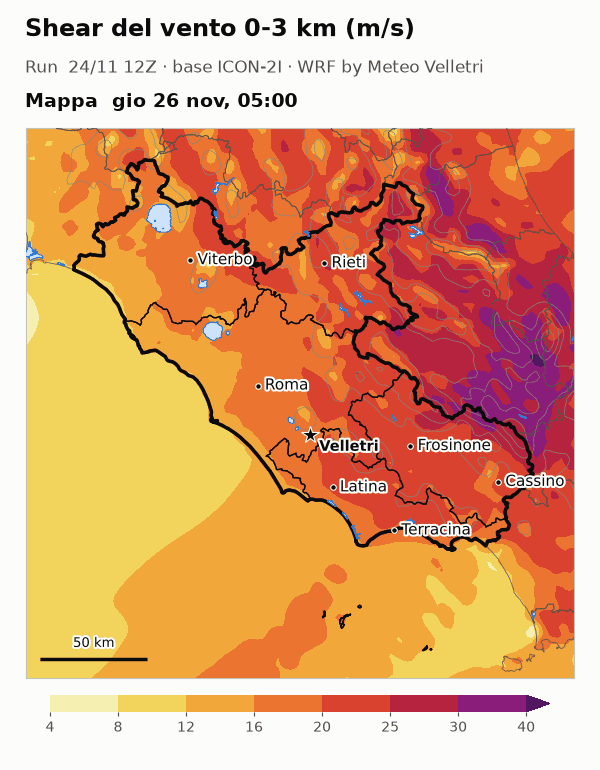 Shear del vento 0-3 km (m/s)
Run  24/11 12Z · base ICON-2I · WRF by Meteo Velletri
Mappa  gio 26 nov, 05:00
Viterbo
Rieti
Roma
Velletri
Frosinone
Latina
Cassino
Terracina
50 km
4 8 12 16 20 25 30 40